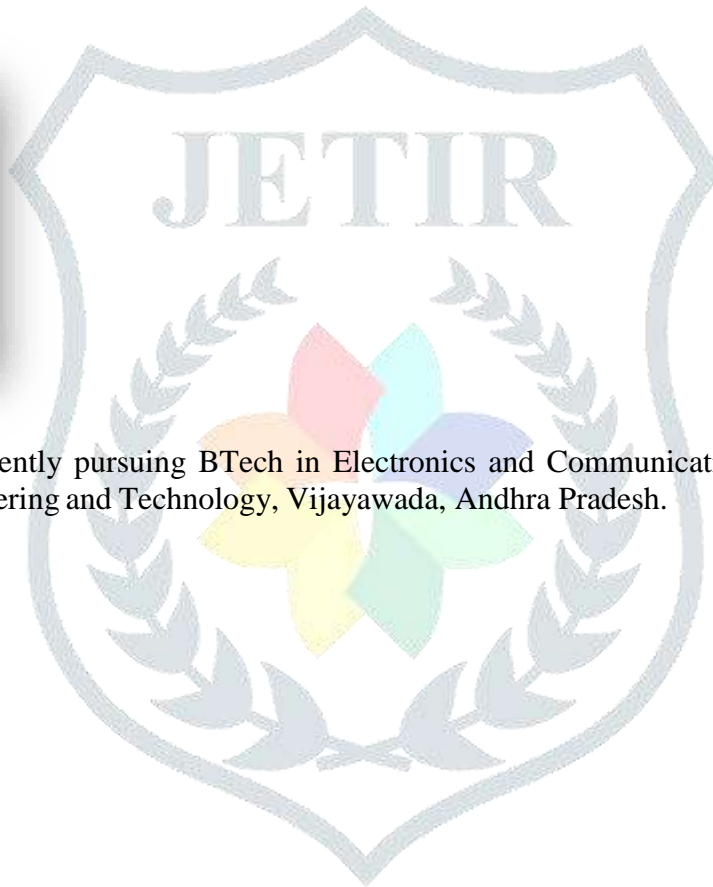 JETIR
ently pursuing BTech in Electronics and Communicat
ering and Technology, Vijayawada, Andhra Pradesh.